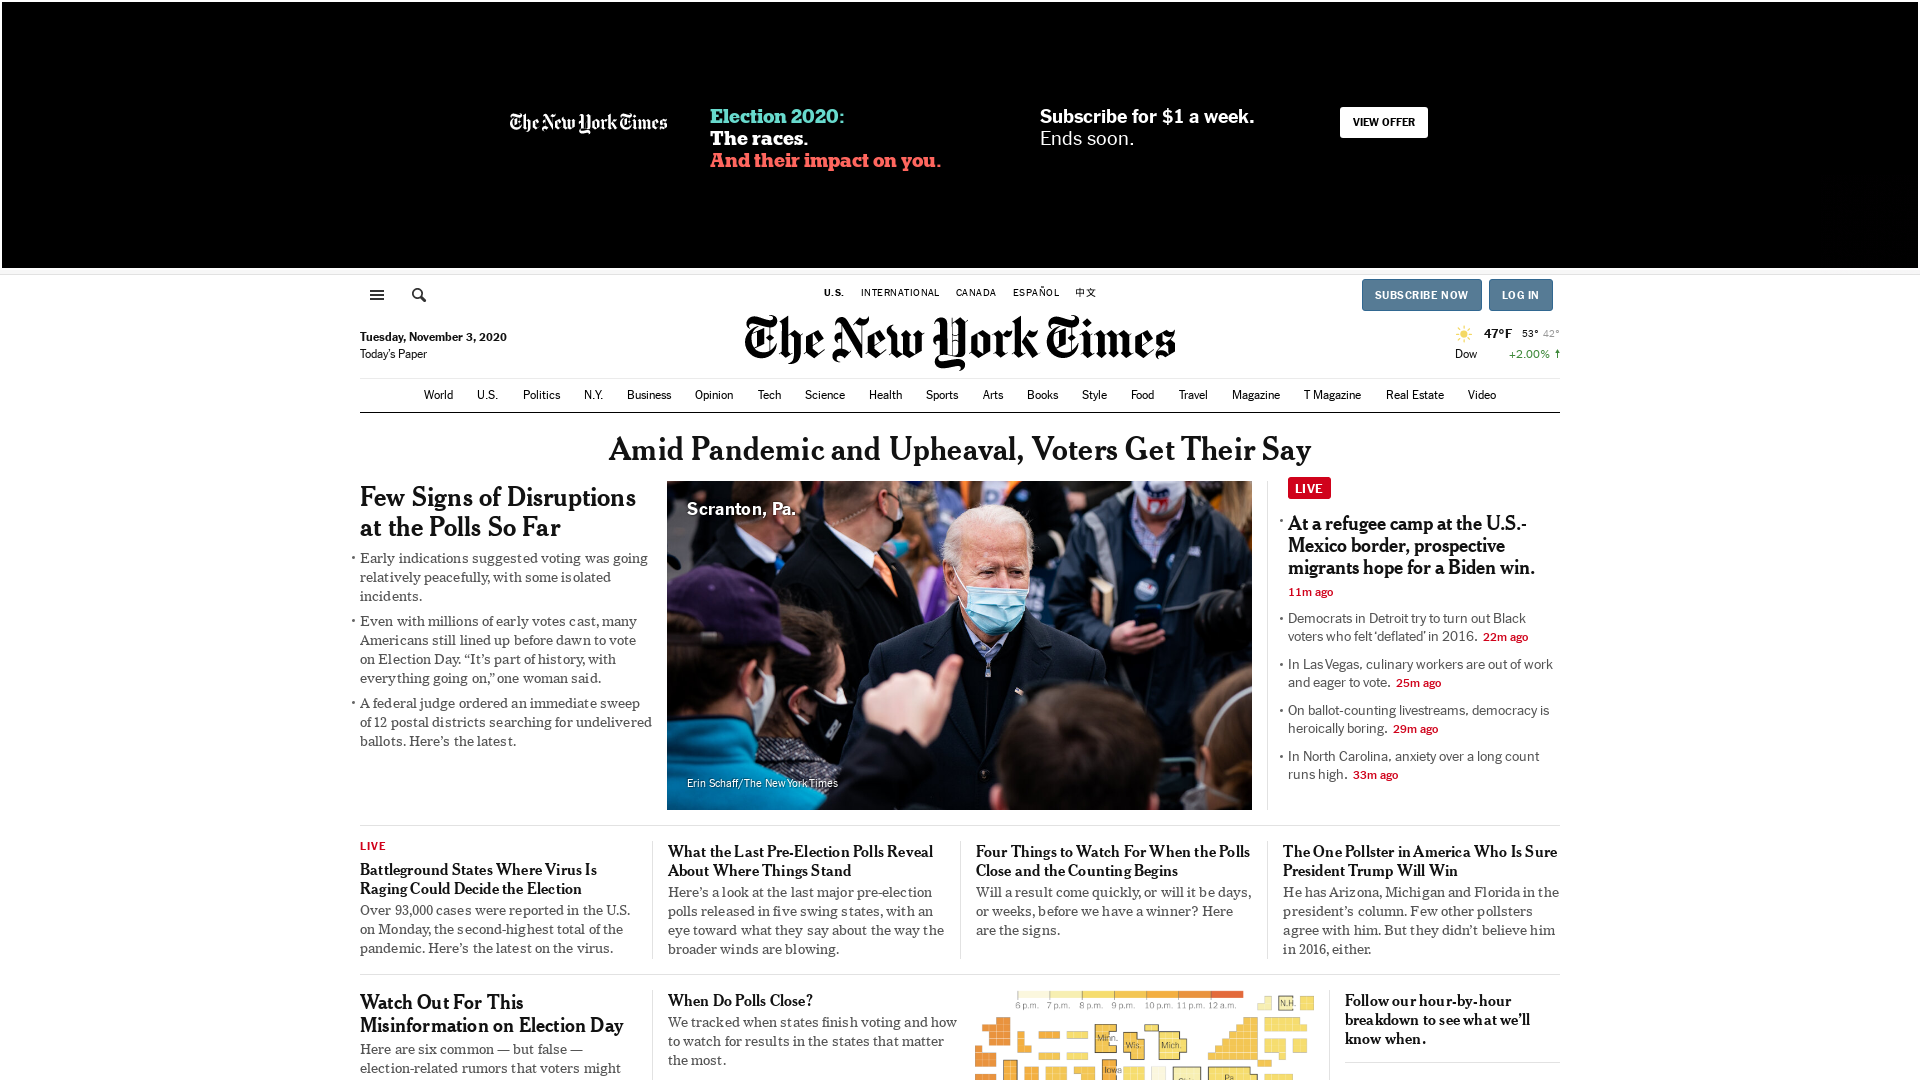 The New York Times
Election 2020:
The races.
And their impact on you.
Subscribe for $1 a week.
Ends soon.
VIEW OFFER
U.S. INTERNATIONAL CANADA ESPAÑOL 中文
SUBSCRIBE NOW LOG IN
Tuesday, November 3, 2020
Today's Paper
The New York Times
47°F 53° 42°
Dow +2.00% ↑
World U.S. Politics N.Y. Business Opinion Tech Science Health Sports Arts Books Style Food Travel Magazine T Magazine Real Estate Video
Amid Pandemic and Upheaval, Voters Get Their Say
Few Signs of Disruptions
at the Polls So Far
• Early indications suggested voting was going
relatively peacefully, with some isolated
incidents.
• Even with millions of early votes cast, many
Americans still lined up before dawn to vote
on Election Day. “It’s part of history, with
everything going on,” one woman said.
• A federal judge ordered an immediate sweep
of 12 postal districts searching for undelivered
ballots. Here’s the latest.
Scranton, Pa.
Erin Schaff/The New York Times
LIVE
• At a refugee camp at the U.S.-
Mexico border, prospective
migrants hope for a Biden win.
11m ago
• Democrats in Detroit try to turn out Black
voters who felt ‘deflated’ in 2016. 22m ago
• In Las Vegas, culinary workers are out of work
and eager to vote. 25m ago
• On ballot-counting livestreams, democracy is
heroically boring. 29m ago
• In North Carolina, anxiety over a long count
runs high. 33m ago
LIVE
Battleground States Where Virus Is
Raging Could Decide the Election
Over 93,000 cases were reported in the U.S.
on Monday, the second-highest total of the
pandemic. Here’s the latest on the virus.
What the Last Pre-Election Polls Reveal
About Where Things Stand
Here’s a look at the last major pre-election
polls released in five swing states, with an
eye toward what they say about the way the
broader winds are blowing.
Four Things to Watch For When the Polls
Close and the Counting Begins
Will a result come quickly, or will it be days,
or weeks, before we have a winner? Here
are the signs.
The One Pollster in America Who Is Sure
President Trump Will Win
He has Arizona, Michigan and Florida in the
president’s column. Few other pollsters
agree with him. But they didn’t believe him
in 2016, either.
Watch Out For This
Misinformation on Election Day
Here are six common — but false —
election-related rumors that voters might
When Do Polls Close?
We tracked when states finish voting and how
to watch for results in the states that matter
the most.
6 p.m. 7 p.m. 8 p.m. 9 p.m. 10 p.m. 11 p.m. 12 a.m.
N.H.
Minn.
Wis.
Mich.
Iowa
Pa.
Follow our hour-by-hour
breakdown to see what we’ll
know when.